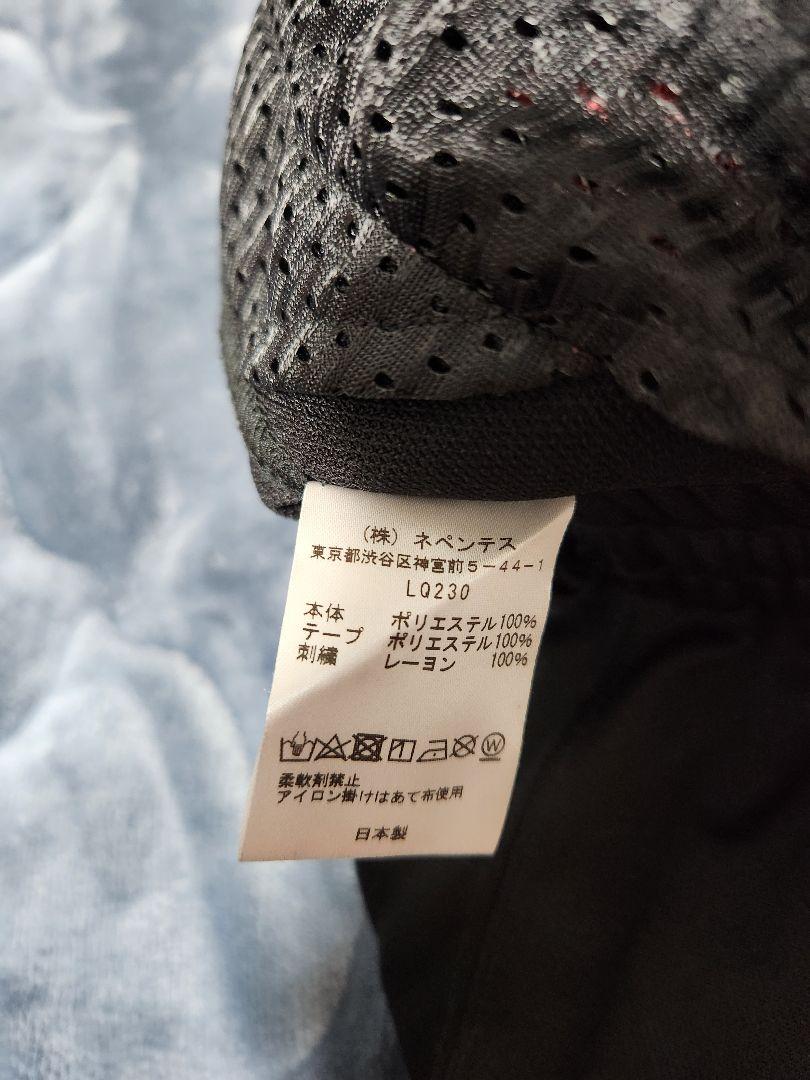 (株) ネペンテス
東京都渋谷区神宮前5-44-1
LQ230
本体 ポリエステル100%
テープ ポリエステル100%
刺繍 レーヨン 100%
W
柔軟剤禁止
アイロン掛けはあて布使用
日本製